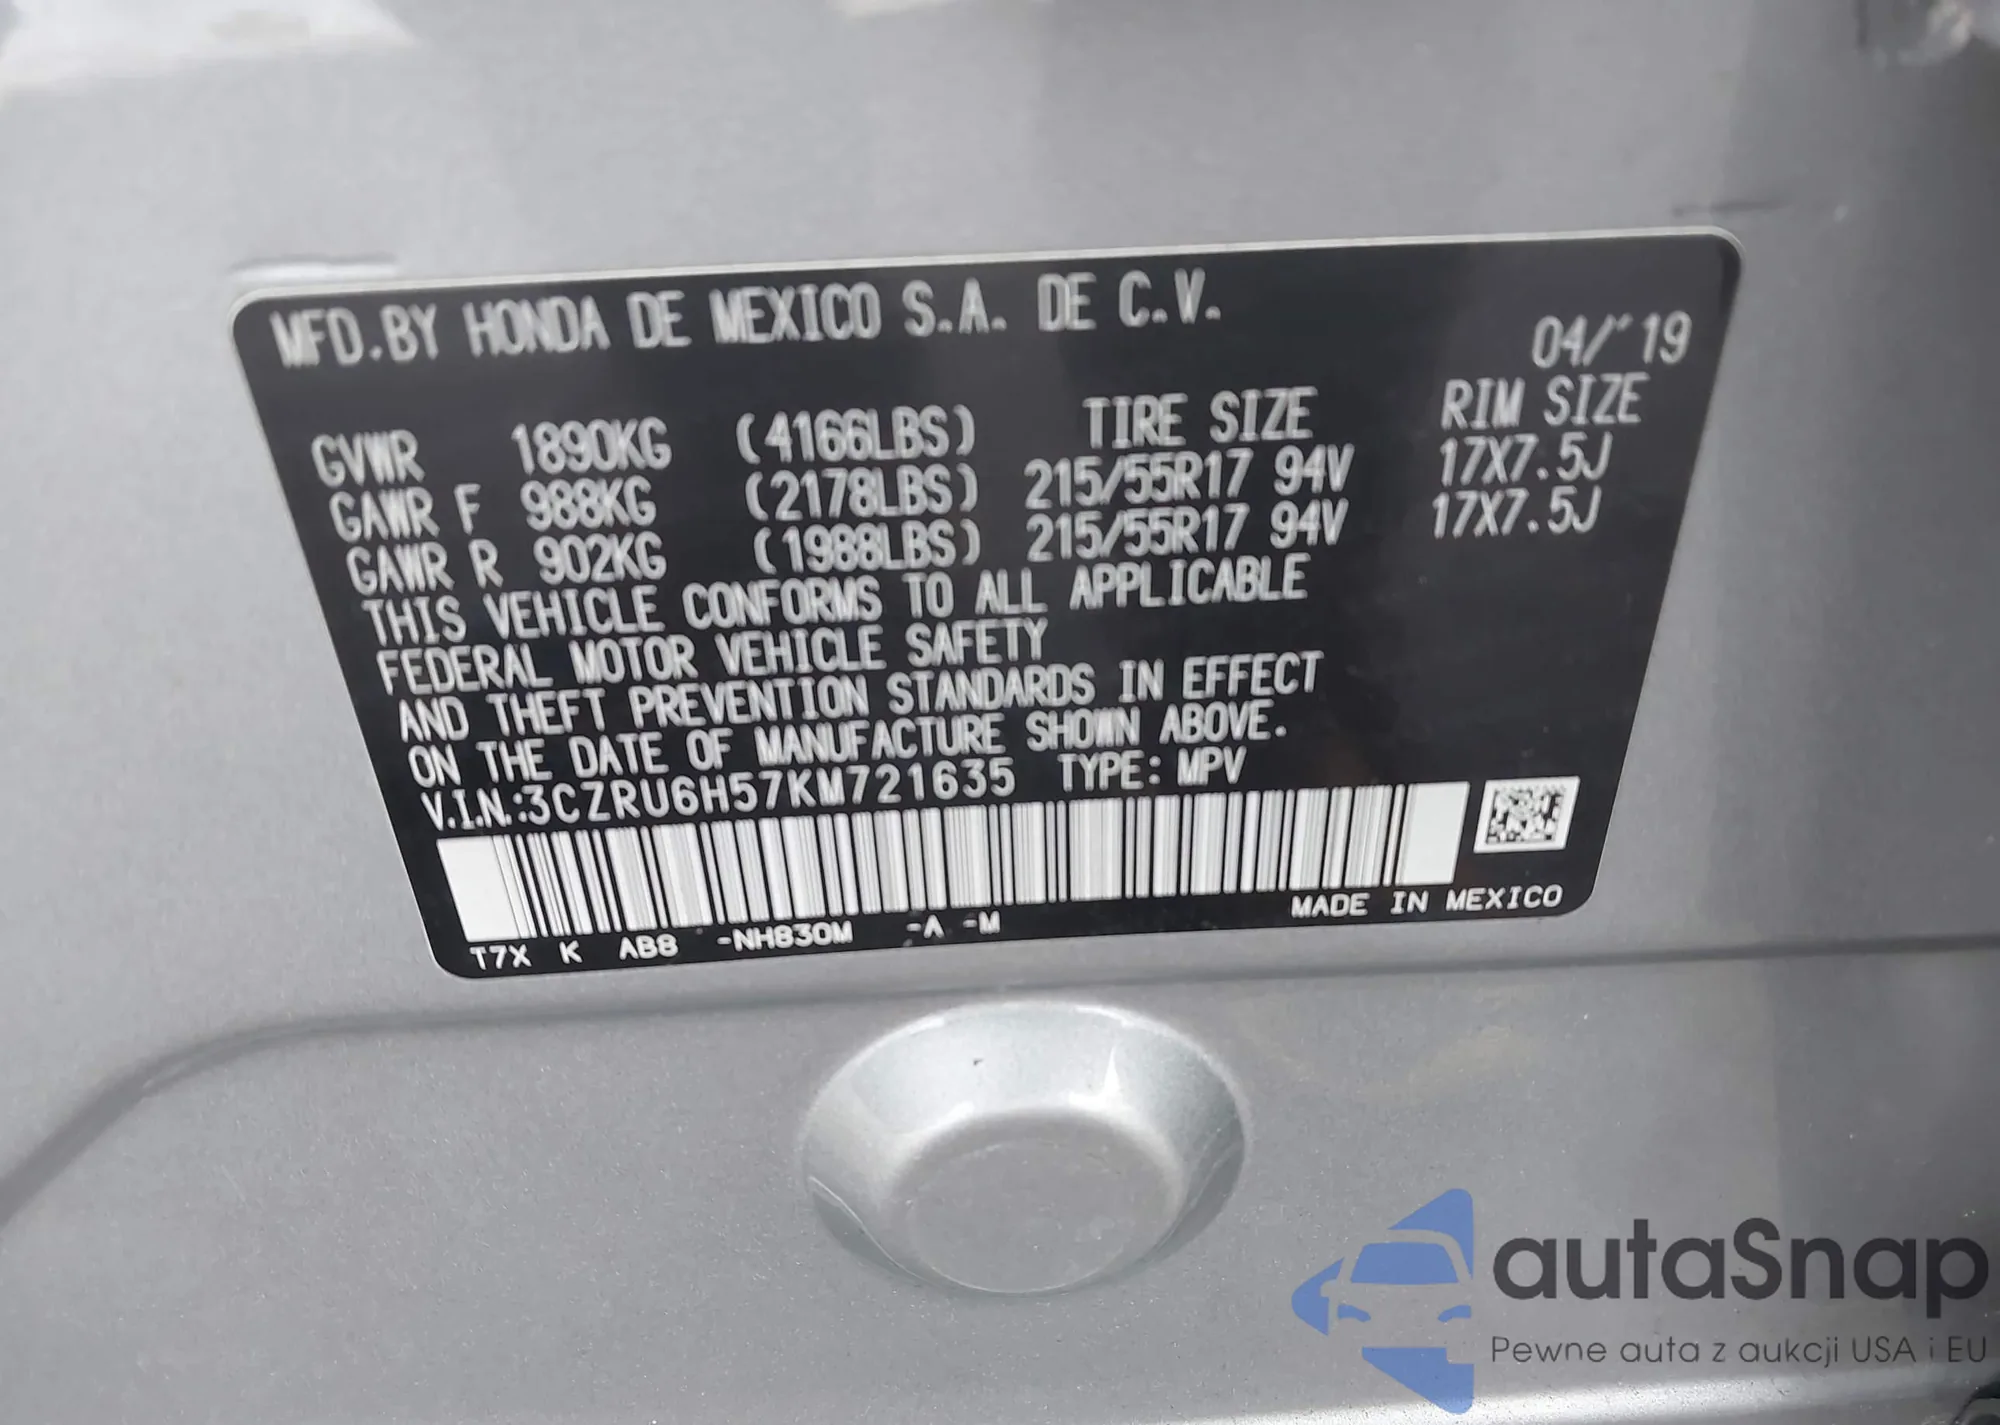 MFD.BY HONDA DE MEXICO S.A. DE C.V.
04/'19
GVWR 1890KG (4166LBS) TIRE SIZE RIM SIZE
GAWR F 988KG (2178LBS) 215/55R17 94V 17X7.5J
GAWR R 902KG (1988LBS) 215/55R17 94V 17X7.5J
THIS VEHICLE CONFORMS TO ALL APPLICABLE
FEDERAL MOTOR VEHICLE SAFETY
AND THEFT PREVENTION STANDARDS IN EFFECT
ON THE DATE OF MANUFACTURE SHOWN ABOVE.
V.I.N.:3CZRU6H57KM721635 TYPE: MPV
MADE IN MEXICO
T7X K AB8 -NH830M -A -M
autaSnap
Pewne auta z aukcji USA i EU